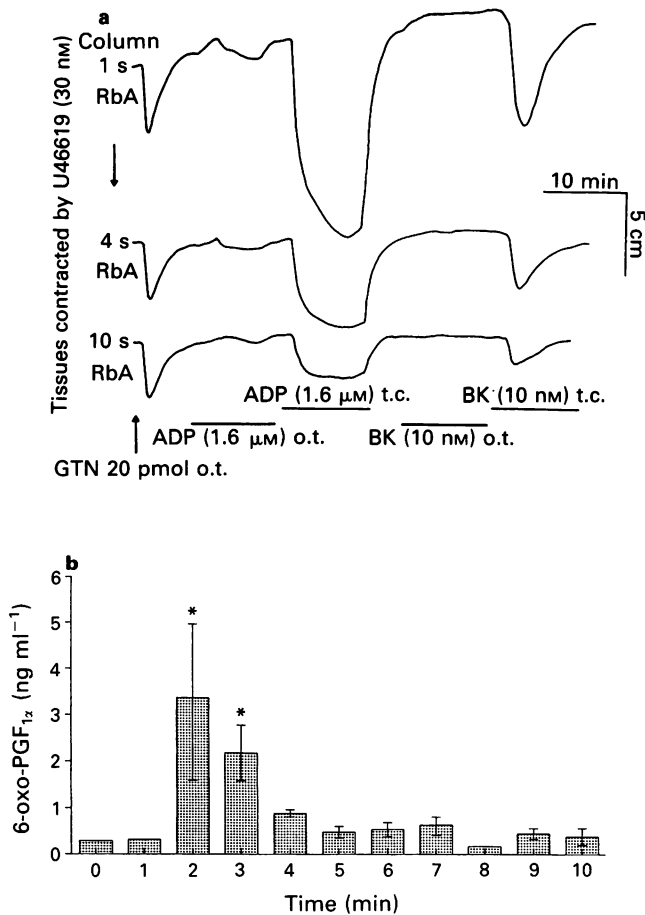 a
Column
1 s
RbA
4 s
RbA
10 s
RbA
Tissues contracted by U46619 (30 nM)
10 min
5 cm
ADP (1.6 μM) t.c.
BK (10 nM) t.c.
ADP (1.6 μM) o.t.
BK (10 nM) o.t.
GTN 20 pmol o.t.
b
6-oxo-PGF1α (ng ml−1)
6
5
4
3
2
1
0
*
*
0 1 2 3 4 5 6 7 8 9 10
Time (min)